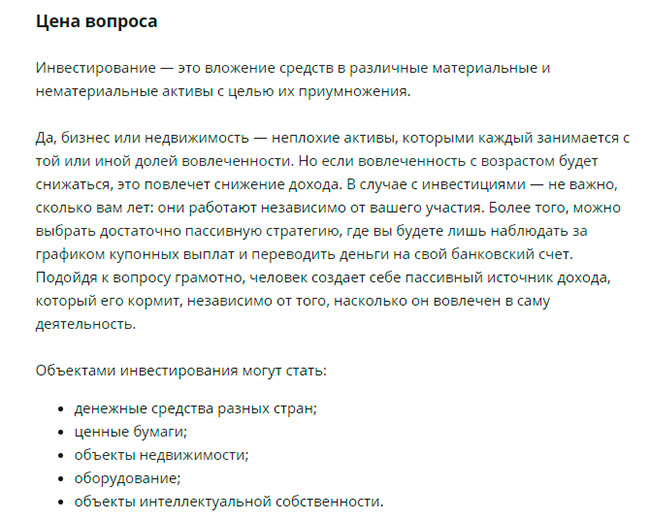 Цена вопроса
Инвестирование — это вложение средств в различные материальные и
нематериальные активы с целью их приумножения.
Да, бизнес или недвижимость — неплохие активы, которыми каждый занимается с
той или иной долей вовлеченности. Но если вовлеченность с возрастом будет
снижаться, это повлечет снижение дохода. В случае с инвестициями — не важно,
сколько вам лет: они работают независимо от вашего участия. Более того, можно
выбрать достаточно пассивную стратегию, где вы будете лишь наблюдать за
графиком купонных выплат и переводить деньги на свой банковский счет.
Подойдя к вопросу грамотно, человек создает себе пассивный источник дохода,
который его кормит, независимо от того, насколько он вовлечен в саму
деятельность.
Объектами инвестирования могут стать:
• денежные средства разных стран;
• ценные бумаги;
• объекты недвижимости;
• оборудование;
• объекты интеллектуальной собственности.